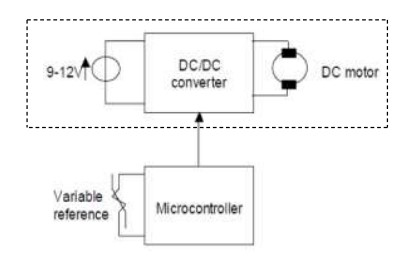 9-12V
DC/DC
converter
DC motor
Variable
reference
Microcontroller